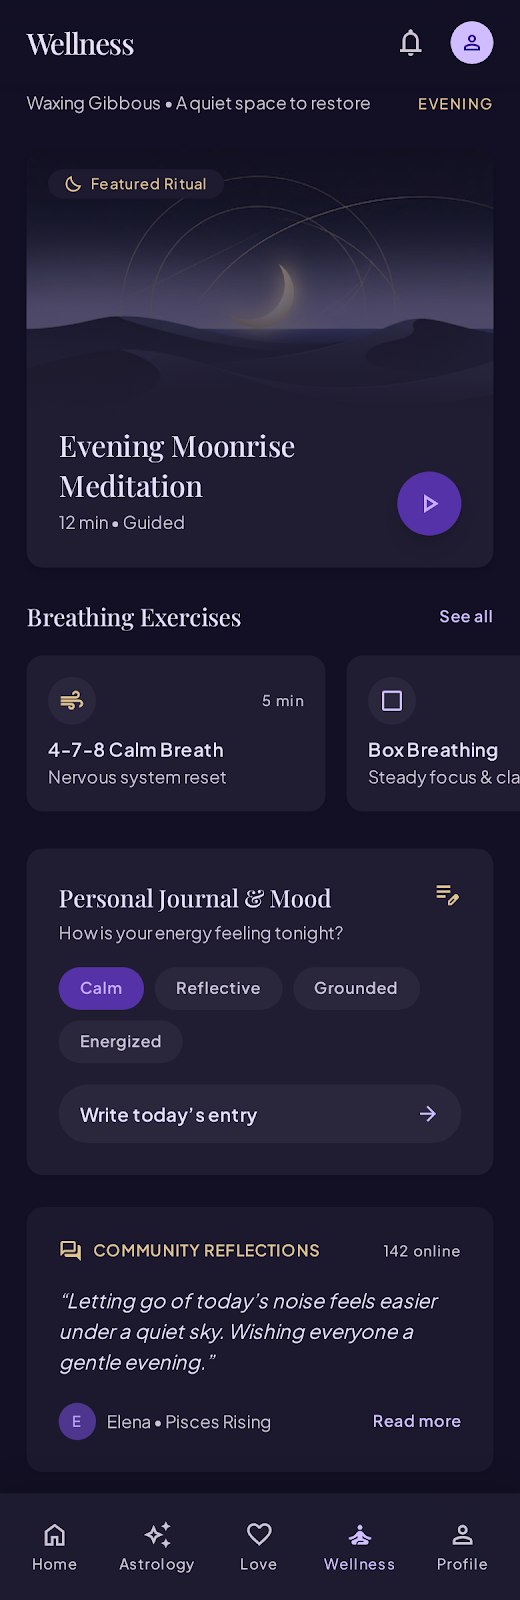 Wellness
Waxing Gibbous • A quiet space to restore
EVENING
Featured Ritual
Evening Moonrise
Meditation
12 min • Guided
Breathing Exercises
See all
5 min
4-7-8 Calm Breath
Nervous system reset
Box Breathing
Steady focus & cla
Personal Journal & Mood
How is your energy feeling tonight?
Calm
Reflective
Grounded
Energized
Write today’s entry
COMMUNITY REFLECTIONS
142 online
“Letting go of today’s noise feels easier
under a quiet sky. Wishing everyone a
gentle evening.”
E
Elena • Pisces Rising
Read more
Home
Astrology
Love
Wellness
Profile